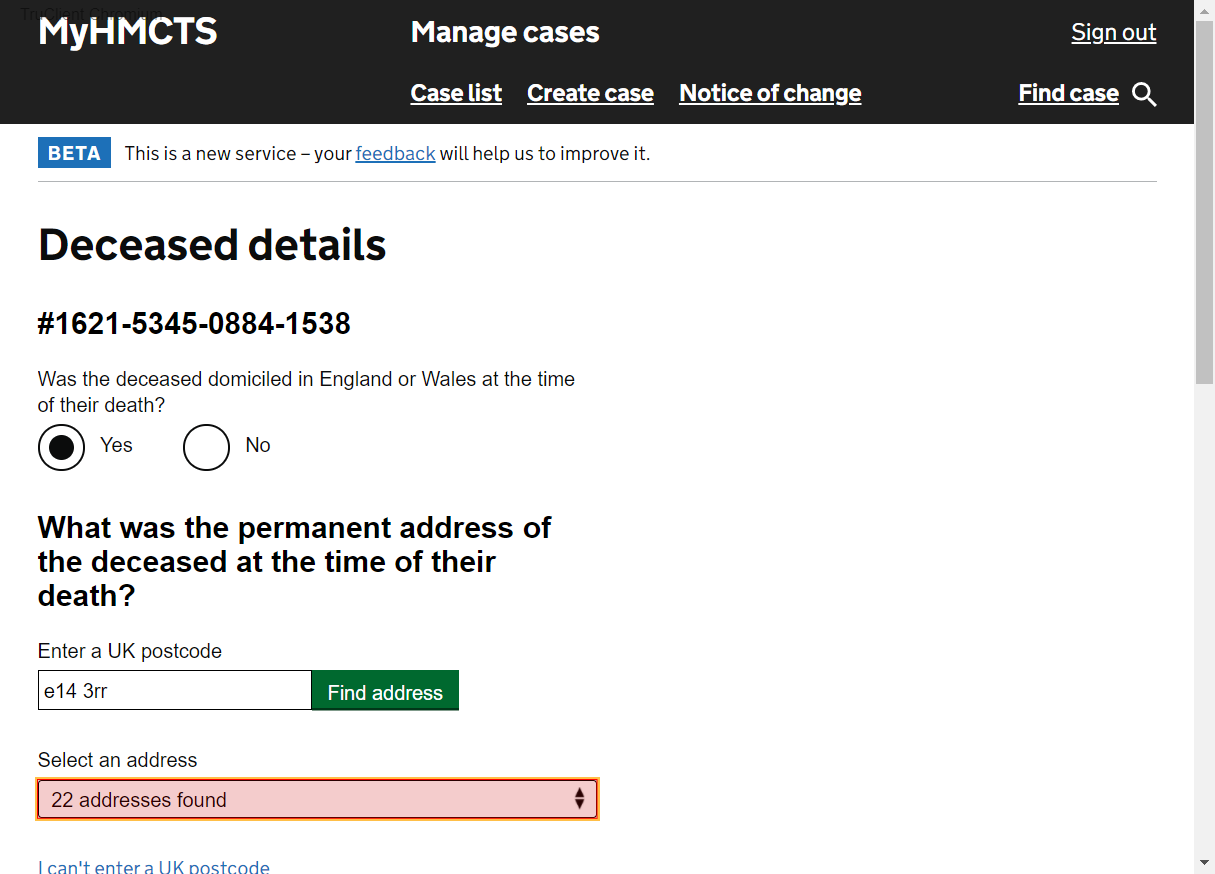 TruClient Chromium
MyHMCTS
Manage cases
Sign out
Case list Create case Notice of change Find case
BETA This is a new service – your feedback will help us to improve it.
Deceased details
#1621-5345-0884-1538
Was the deceased domiciled in England or Wales at the time
of their death?
Yes No
What was the permanent address of
the deceased at the time of their
death?
Enter a UK postcode
e14 3rr Find address
Select an address
22 addresses found
I can't enter a UK postcode